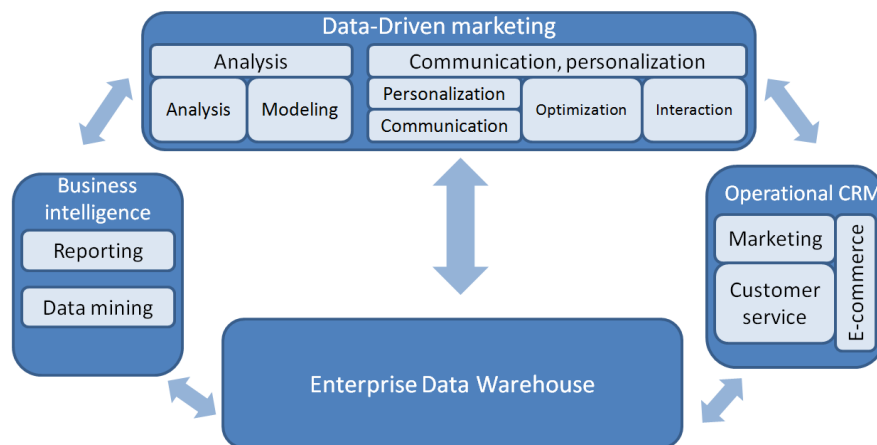 Data-Driven marketing
Analysis
Communication, personalization
Analysis
Modeling
Personalization
Communication
Optimization
Interaction
Business
intelligence
Reporting
Data mining
Operational CRM
Marketing
Customer
service
E-commerce
Enterprise Data Warehouse